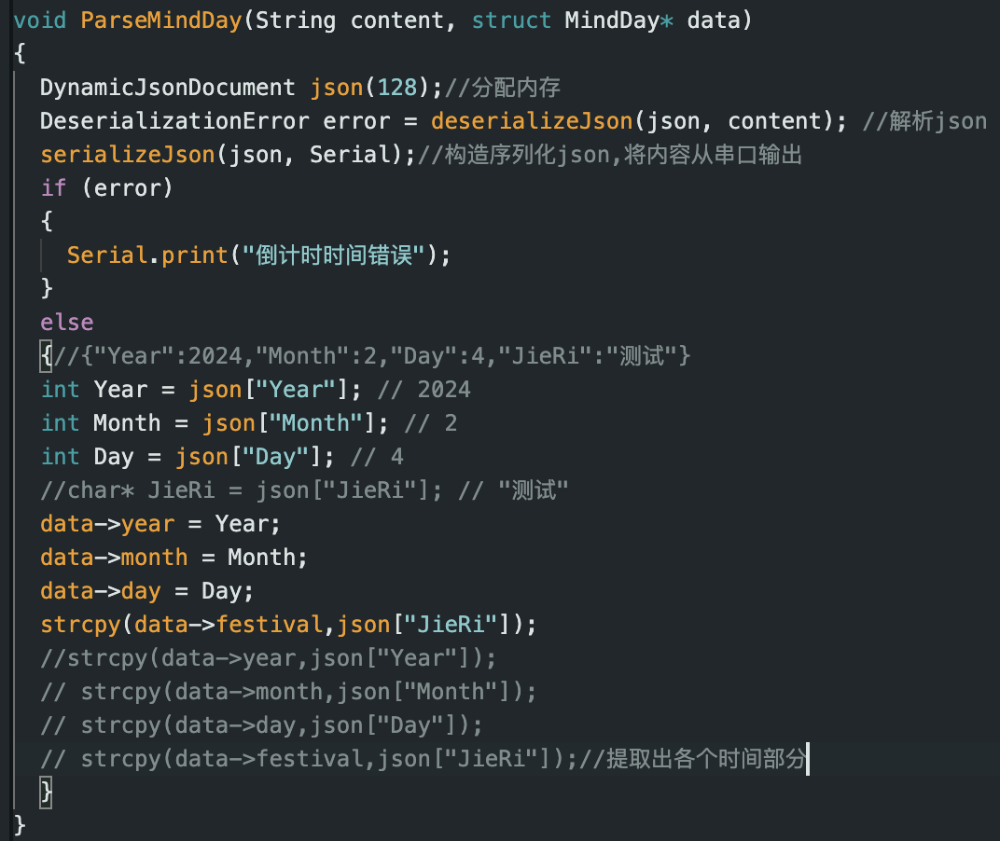 void ParseMindDay(String content, struct MindDay* data)
{
DynamicJsonDocument json(128);//分配内存
DeserializationError error = deserializeJson(json, content); //解析json
serializeJson(json, Serial);//构造序列化json,将内容从串口输出
if (error)
{
Serial.print("倒计时时间错误");
}
else
{//{"Year":2024,"Month":2,"Day":4,"JieRi":"测试"}
int Year = json["Year"]; // 2024
int Month = json["Month"]; // 2
int Day = json["Day"]; // 4
//char* JieRi = json["JieRi"]; // "测试"
data->year = Year;
data->month = Month;
data->day = Day;
strcpy(data->festival,json["JieRi"]);
//strcpy(data->year,json["Year"]);
// strcpy(data->month,json["Month"]);
// strcpy(data->day,json["Day"]);
// strcpy(data->festival,json["JieRi"]);//提取出各个时间部分
}
}